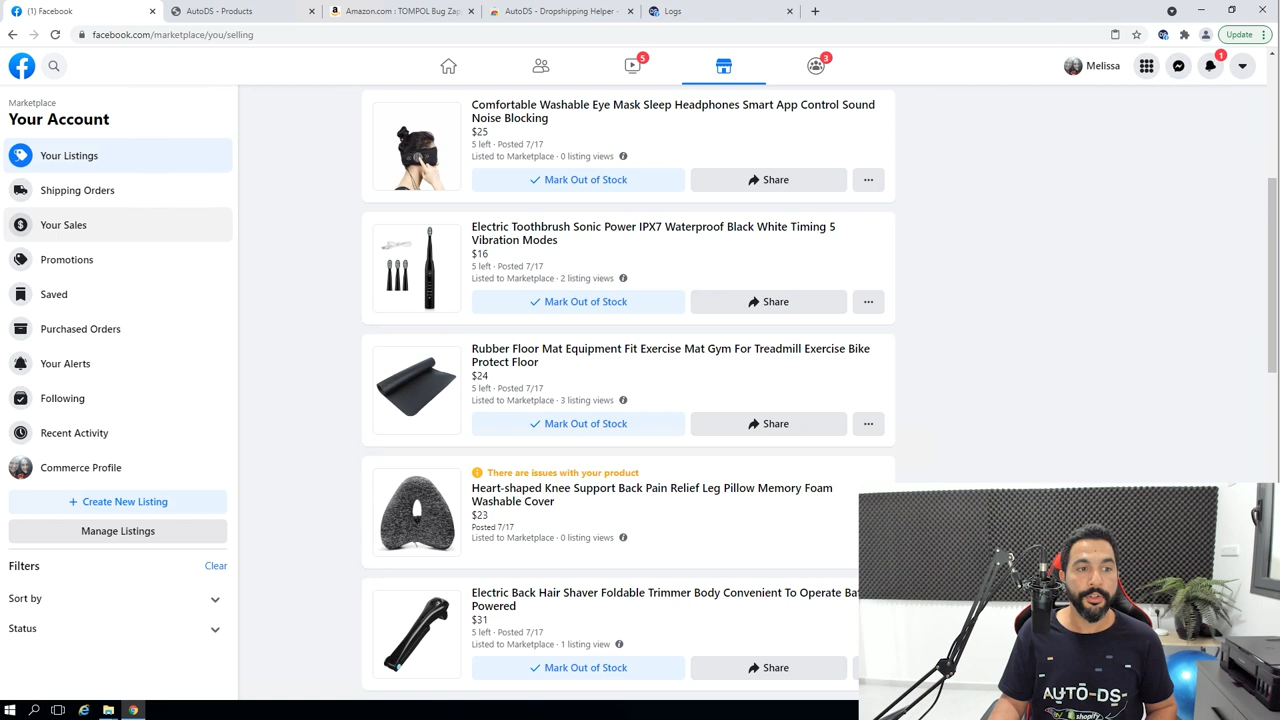 (1) Facebook
AutoDS - Products
Amazon.com : TOMPOL Bug Zap
AutoDS - Dropshipping Helper -
Logs
facebook.com/marketplace/you/selling
Update
5
3
Melissa
1
Marketplace
Your Account
Your Listings
Shipping Orders
Your Sales
Promotions
Saved
Purchased Orders
Your Alerts
Following
Recent Activity
Commerce Profile
+ Create New Listing
Manage Listings
Filters
Clear
Sort by
Status
Comfortable Washable Eye Mask Sleep Headphones Smart App Control Sound
Noise Blocking
$25
5 left · Posted 7/17
Listed to Marketplace · 0 listing views
Mark Out of Stock
Share
Electric Toothbrush Sonic Power IPX7 Waterproof Black White Timing 5
Vibration Modes
$16
5 left · Posted 7/17
Listed to Marketplace · 2 listing views
Mark Out of Stock
Share
Rubber Floor Mat Equipment Fit Exercise Mat Gym For Treadmill Exercise Bike
Protect Floor
$24
5 left · Posted 7/17
Listed to Marketplace · 3 listing views
Mark Out of Stock
Share
There are issues with your product
Heart-shaped Knee Support Back Pain Relief Leg Pillow Memory Foam
Washable Cover
$23
Posted 7/17
Listed to Marketplace · 0 listing views
Electric Back Hair Shaver Foldable Trimmer Body Convenient To Operate Ba
Powered
$31
5 left · Posted 7/17
Listed to Marketplace · 1 listing view
Mark Out of Stock
Share
AUTO-DS
shopify